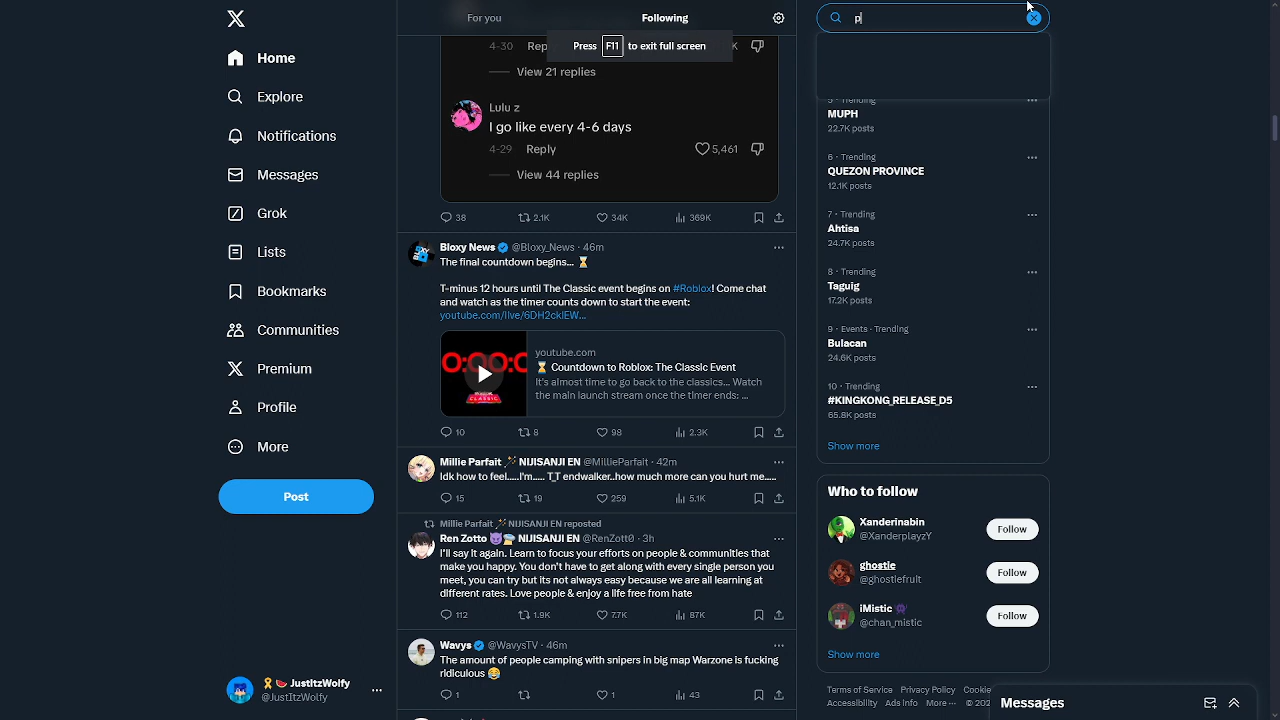 Home
Explore
Notifications
Messages
Grok
Lists
Bookmarks
Communities
Premium
Profile
More
Post
🎗️🍉 JustItzWolfy
@JustItzWolfy
For you
Following
Press F11 to exit full screen
4-30
View 21 replies
Lulu z
I go like every 4-6 days
4-29 Reply 5,461
View 44 replies
38 2.1K 34K 369K
Bloxy News @Bloxy_News · 46m
The final countdown begins... ⏳
T-minus 12 hours until The Classic event begins on #Roblox! Come chat
and watch as the timer counts down to start the event:
youtube.com/live/6DH2cklEW...
youtube.com
⏳ Countdown to Roblox: The Classic Event
It's almost time to go back to the classics... Watch
the main launch stream once the timer ends: ...
10 8 98 2.3K
Millie Parfait 🪄 NIJISANJI EN @MillieParfait · 42m
Idk how to feel.....I'm..... T_T endwalker..how much more can you hurt me.....
15 19 259 5.1K
Millie Parfait 🪄 NIJISANJI EN reposted
Ren Zotto NIJISANJI EN @RenZott0 · 3h
I'll say it again. Learn to focus your efforts on people & communities that
make you happy. You don't have to get along with every single person you
meet, you can try but its not always easy because we are all learning at
different rates. Love people & enjoy a life free from hate
112 1.9K 7.7K 87K
Wavys @WavysTV · 46m
The amount of people camping with snipers in big map Warzone is fucking
ridiculous 😂
1 1 43
p
5 · Trending
MUPH
22.7K posts
6 · Trending
QUEZON PROVINCE
12.1K posts
7 · Trending
Ahtisa
24.7K posts
8 · Trending
Taguig
17.2K posts
9 · Events · Trending
Bulacan
24.6K posts
10 · Trending
#KINGKONG_RELEASE_D5
65.8K posts
Show more
Who to follow
Xanderinabin
@XanderplayzY
Follow
ghostie
@ghostiefruit
Follow
iMistic
@chan_mistic
Follow
Show more
Terms of Service Privacy Policy
Accessibility Ads Info More ···
Messages